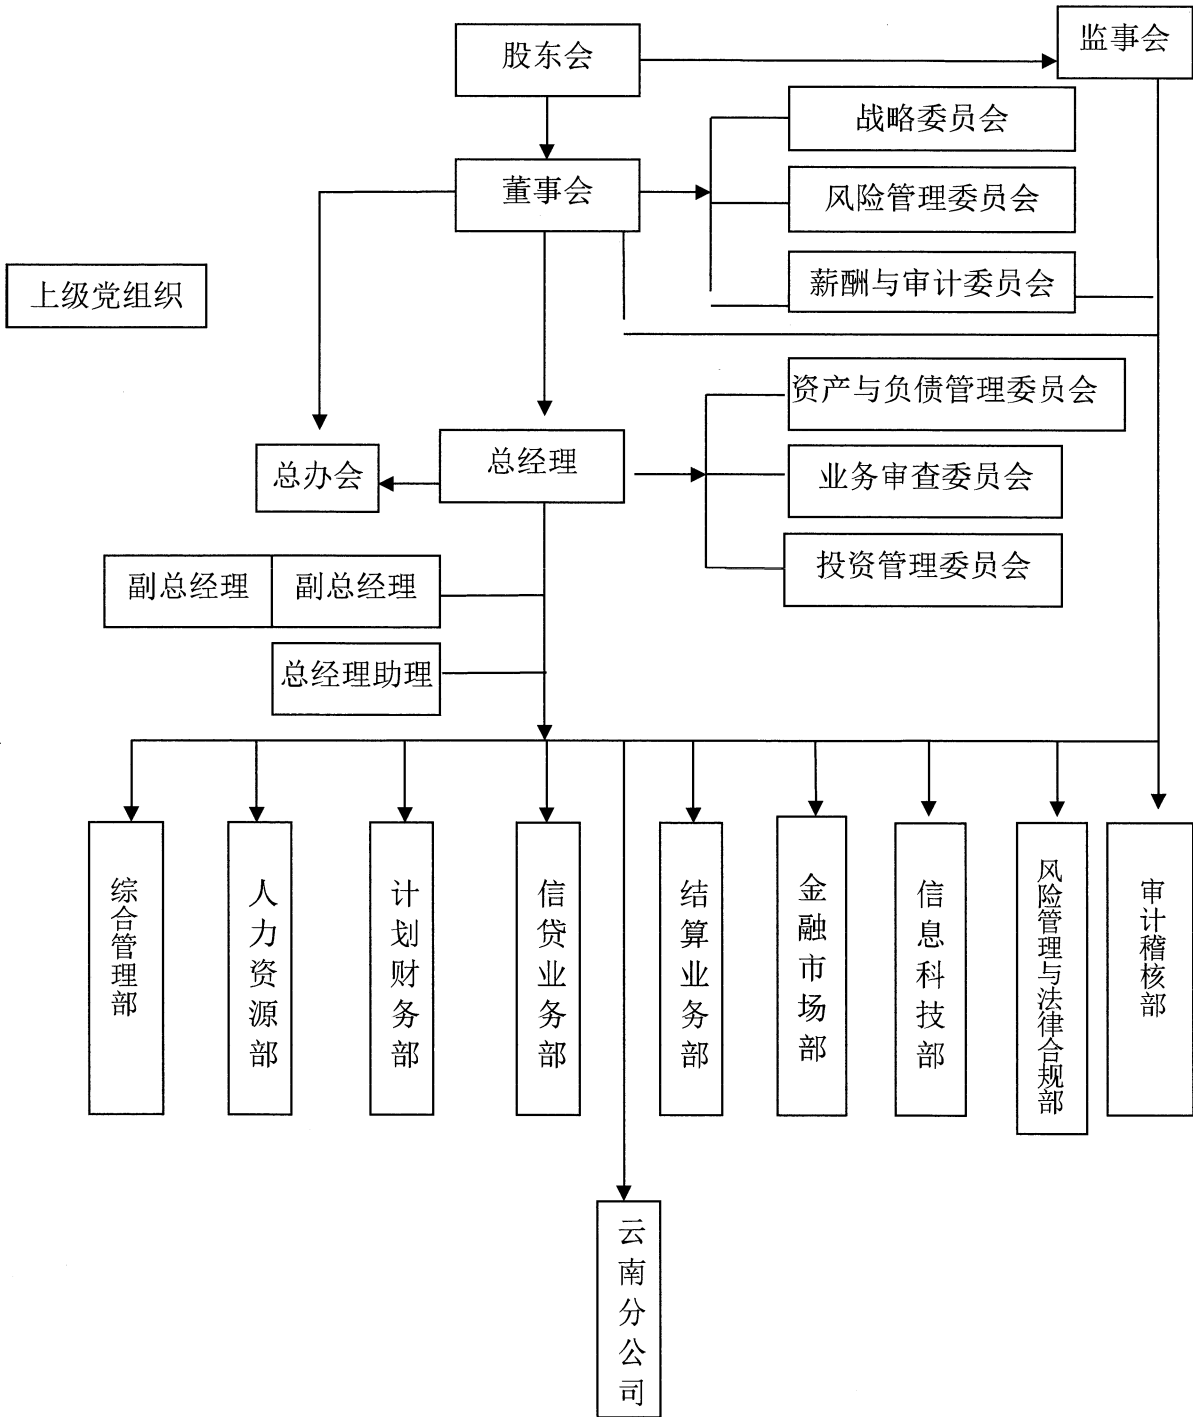 股东会
监事会
战略委员会
董事会
风险管理委员会
上级党组织
薪酬与审计委员会
资产与负债管理委员会
总办会
总经理
业务审查委员会
副总经理
副总经理
投资管理委员会
总经理助理
综合管理部
人力资源部
计划财务部
信贷业务部
结算业务部
金融市场部
信息科技部
风险管理与法律合规部
审计稽核部
云南分公司